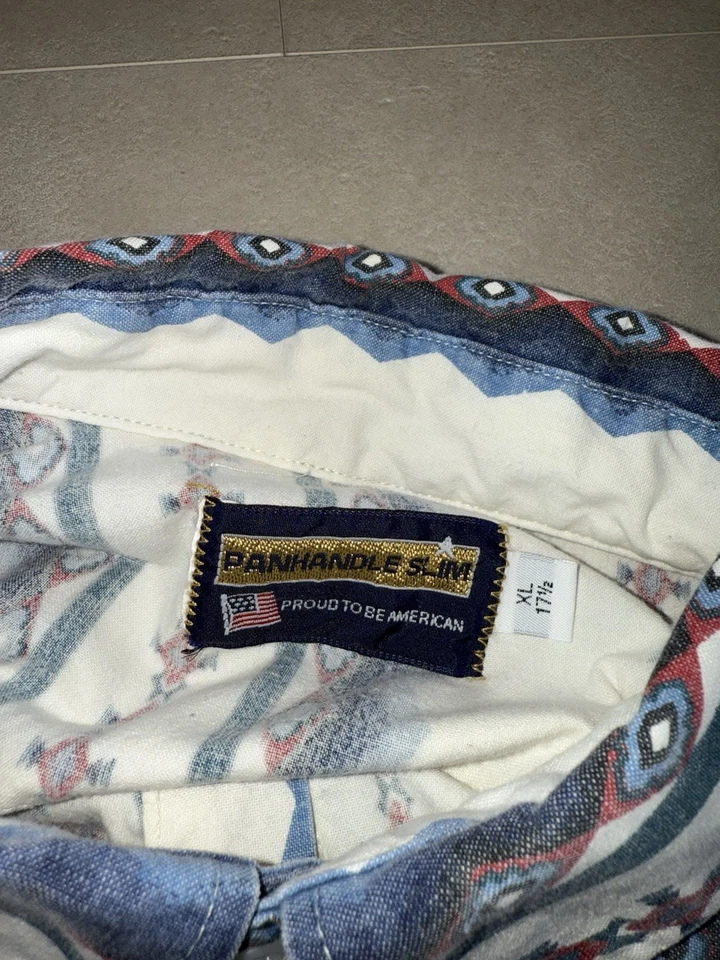 PANHANDLE SLIM
PROUD TO BE AMERICAN
XL
17½